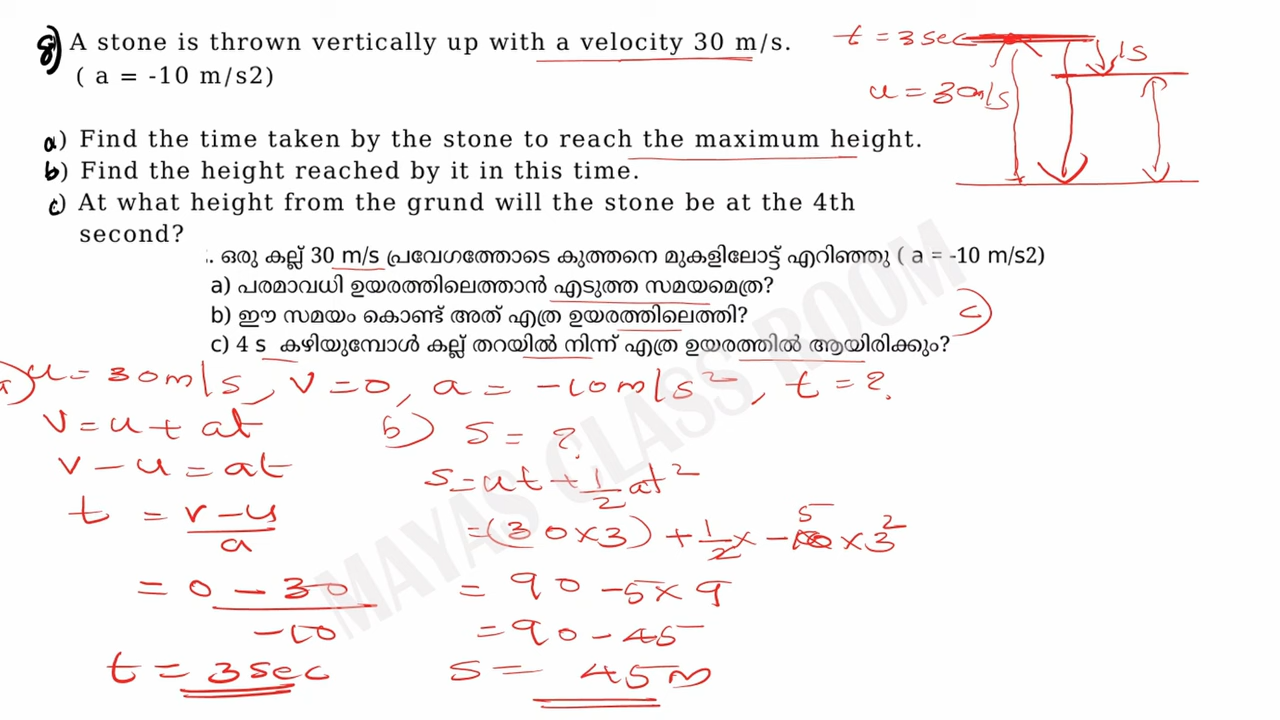 8) A stone is thrown vertically up with a velocity 30 m/s.
( a = -10 m/s2)
t = 3sec
1s
u = 30m/s
a) Find the time taken by the stone to reach the maximum height.
b) Find the height reached by it in this time.
c) At what height from the grund will the stone be at the 4th
second?
:. ഒരു കല്ല് 30 m/s പ്രവേഗത്തോടെ കുത്തനെ മുകളിലോട്ട് എറിഞ്ഞു ( a = -10 m/s2)
a) പരമാവധി ഉയരത്തിലെത്താൻ എടുത്ത സമയമെത്ര?
b) ഈ സമയം കൊണ്ട് അത് എത്ര ഉയരത്തിലെത്തി?
c)
c) 4 s കഴിയുമ്പോൾ കല്ല് തറയിൽ നിന്ന് എത്ര ഉയരത്തിൽ ആയിരിക്കും?
a) u = 30m/s, v = 0, a = -10m/s², t = ?
v = u + at
v - u = at
t = v - u / a
= 0 - 30 / -10
t = 3sec
b) s = ?
s = ut + 1/2 at²
= (30×3) + 1/2 × -10 5 × 3²
= 90 - 5×9
= 90 - 45
s = 45m
MAYAS CLASS ROOM